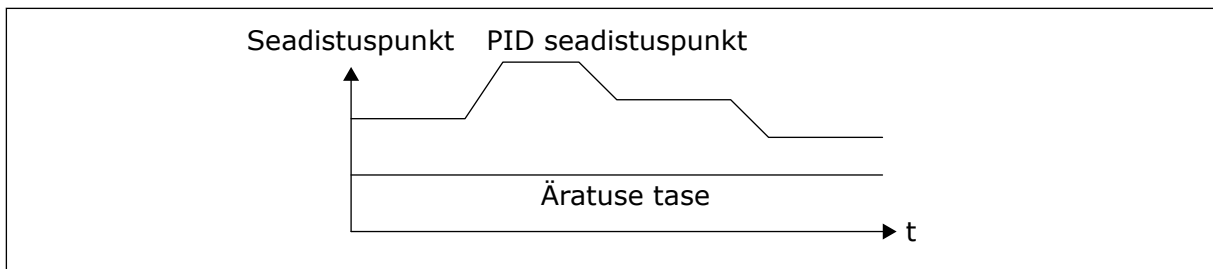 Seadistuspunkt
PID seadistuspunkt
Äratuse tase
t